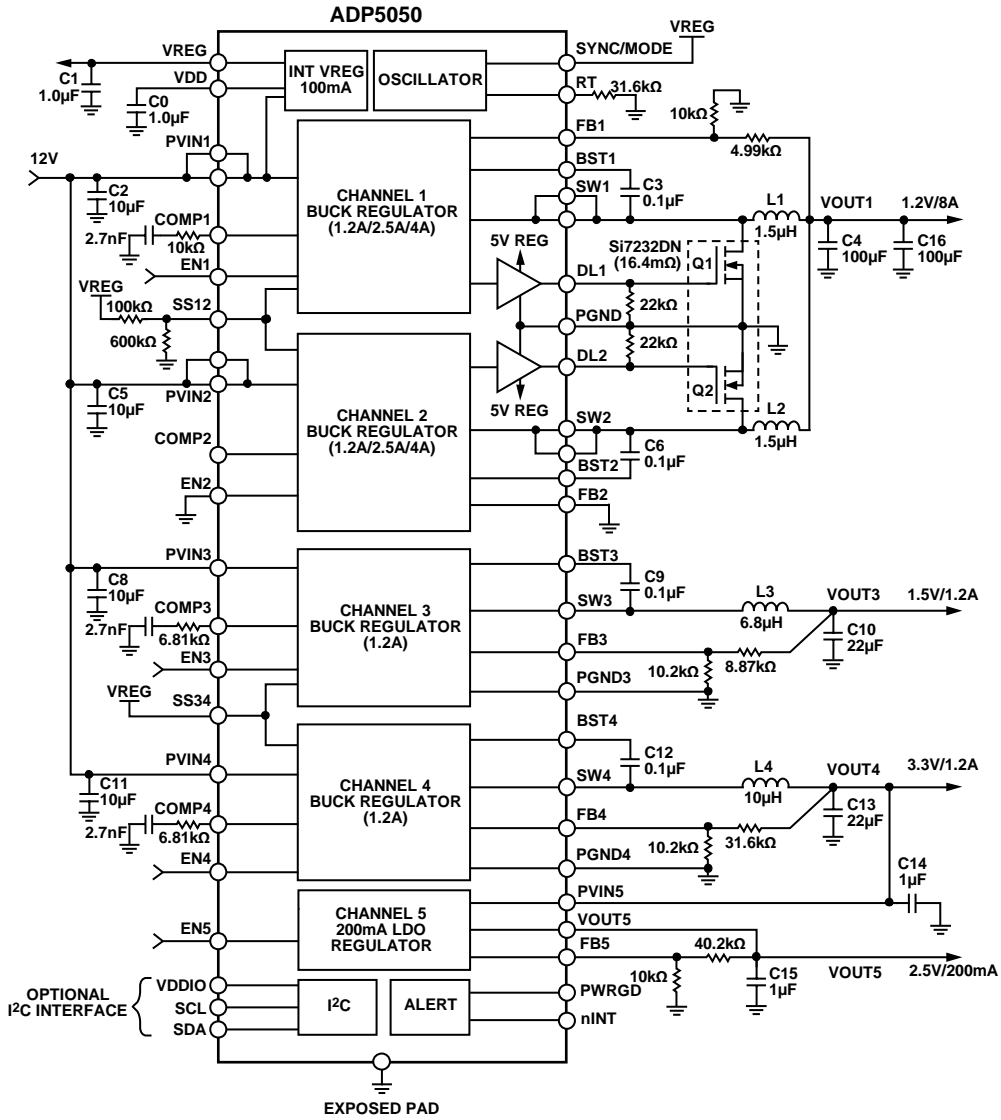 ADP5050
VREG
C1
1.0µF
VDD
C0
1.0µF
INT VREG
100mA
OSCILLATOR
SYNC/MODE
VREG
RT
31.6kΩ
10kΩ
FB1
4.99kΩ
12V
PVIN1
C2
10µF
COMP1
2.7nF
10kΩ
EN1
CHANNEL 1
BUCK REGULATOR
(1.2A/2.5A/4A)
BST1
C3
0.1µF
SW1
L1
1.5µH
VOUT1
1.2V/8A
C4
100µF
C16
100µF
5V REG
Si7232DN
(16.4mΩ)
Q1
DL1
22kΩ
PGND
22kΩ
DL2
Q2
5V REG
VREG
100kΩ
SS12
600kΩ
C5
10µF
PVIN2
COMP2
EN2
CHANNEL 2
BUCK REGULATOR
(1.2A/2.5A/4A)
SW2
L2
1.5µH
C6
0.1µF
BST2
FB2
PVIN3
C8
10µF
COMP3
2.7nF
6.81kΩ
EN3
VREG
SS34
CHANNEL 3
BUCK REGULATOR
(1.2A)
BST3
C9
0.1µF
SW3
L3
6.8µH
VOUT3
1.5V/1.2A
C10
22µF
FB3
10.2kΩ
8.87kΩ
PGND3
PVIN4
C11
10µF
COMP4
2.7nF
6.81kΩ
EN4
CHANNEL 4
BUCK REGULATOR
(1.2A)
BST4
C12
0.1µF
SW4
L4
10µH
VOUT4
3.3V/1.2A
C13
22µF
FB4
10.2kΩ
31.6kΩ
PGND4
C14
1µF
PVIN5
EN5
CHANNEL 5
200mA LDO
REGULATOR
VOUT5
FB5
40.2kΩ
10kΩ
C15
1µF
VOUT5
2.5V/200mA
OPTIONAL
I²C INTERFACE
VDDIO
SCL
SDA
I²C
ALERT
PWRGD
nINT
EXPOSED PAD